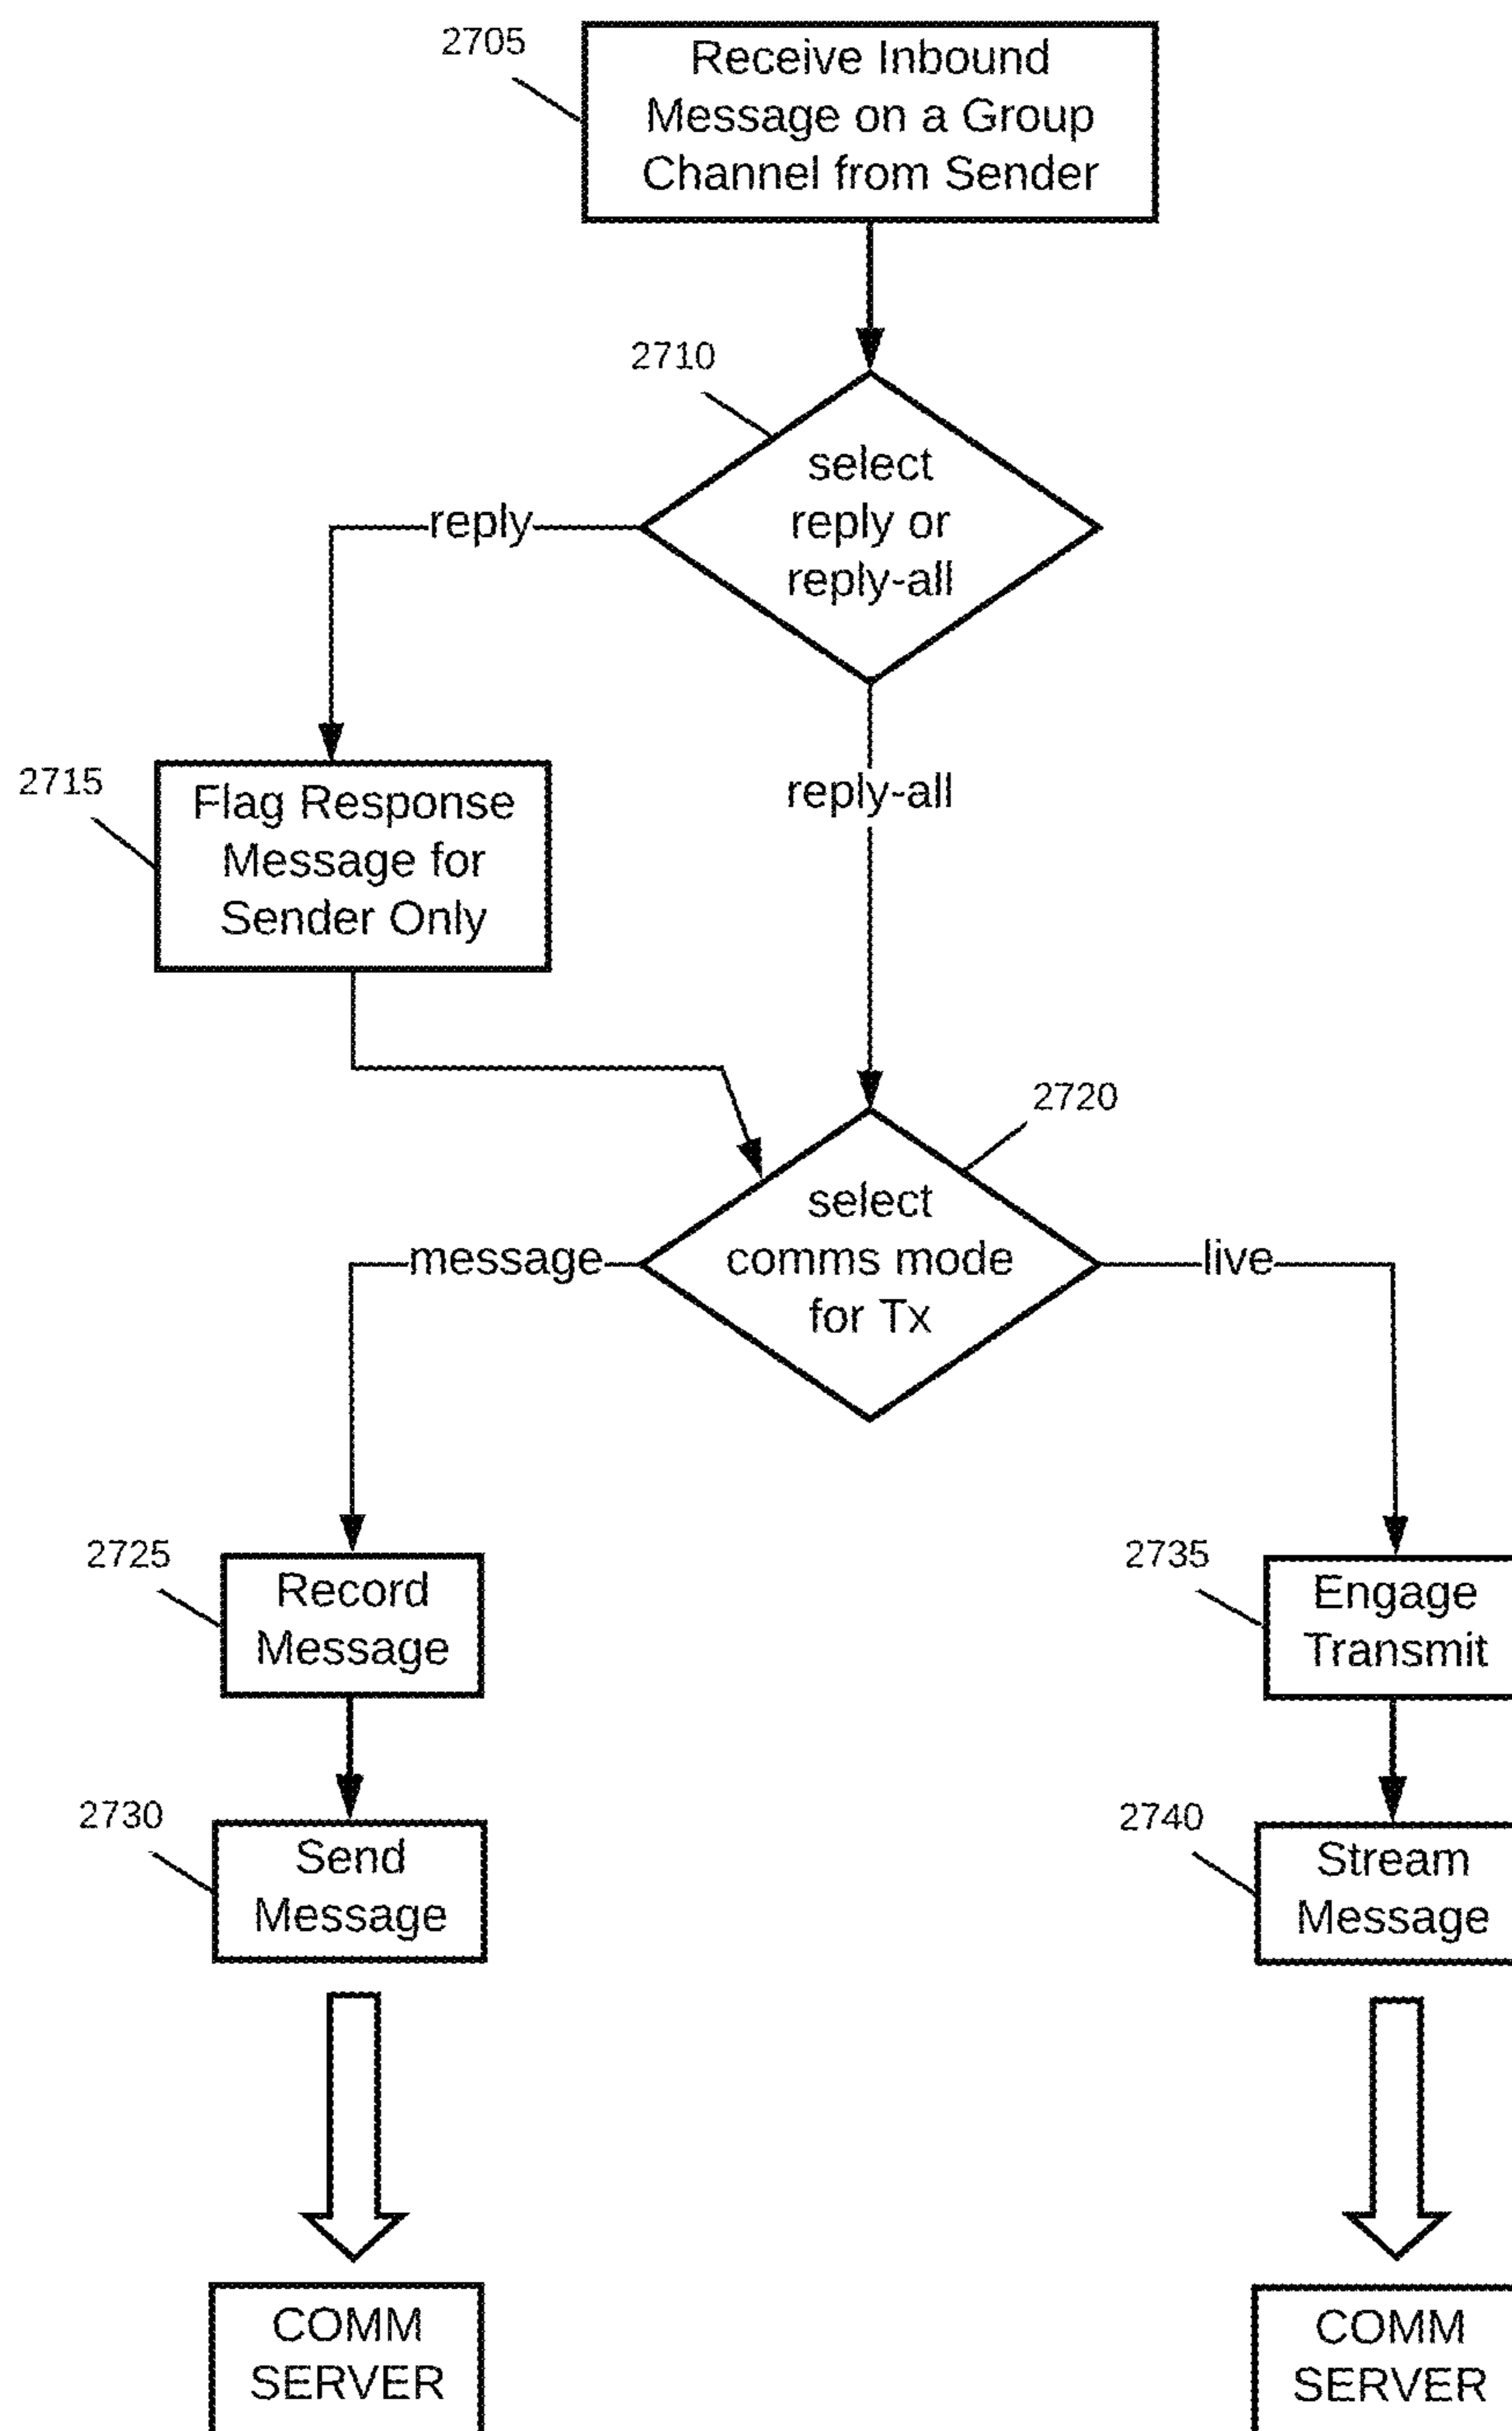 2705
Receive Inbound
Message on a Group
Channel from Sender
2710
select
reply or
reply-all
reply
reply-all
2715
Flag Response
Message for
Sender Only
2720
select
comms mode
for Tx
message
live
2725
Record
Message
2735
Engage
Transmit
2730
Send
Message
2740
Stream
Message
COMM
SERVER
COMM
SERVER